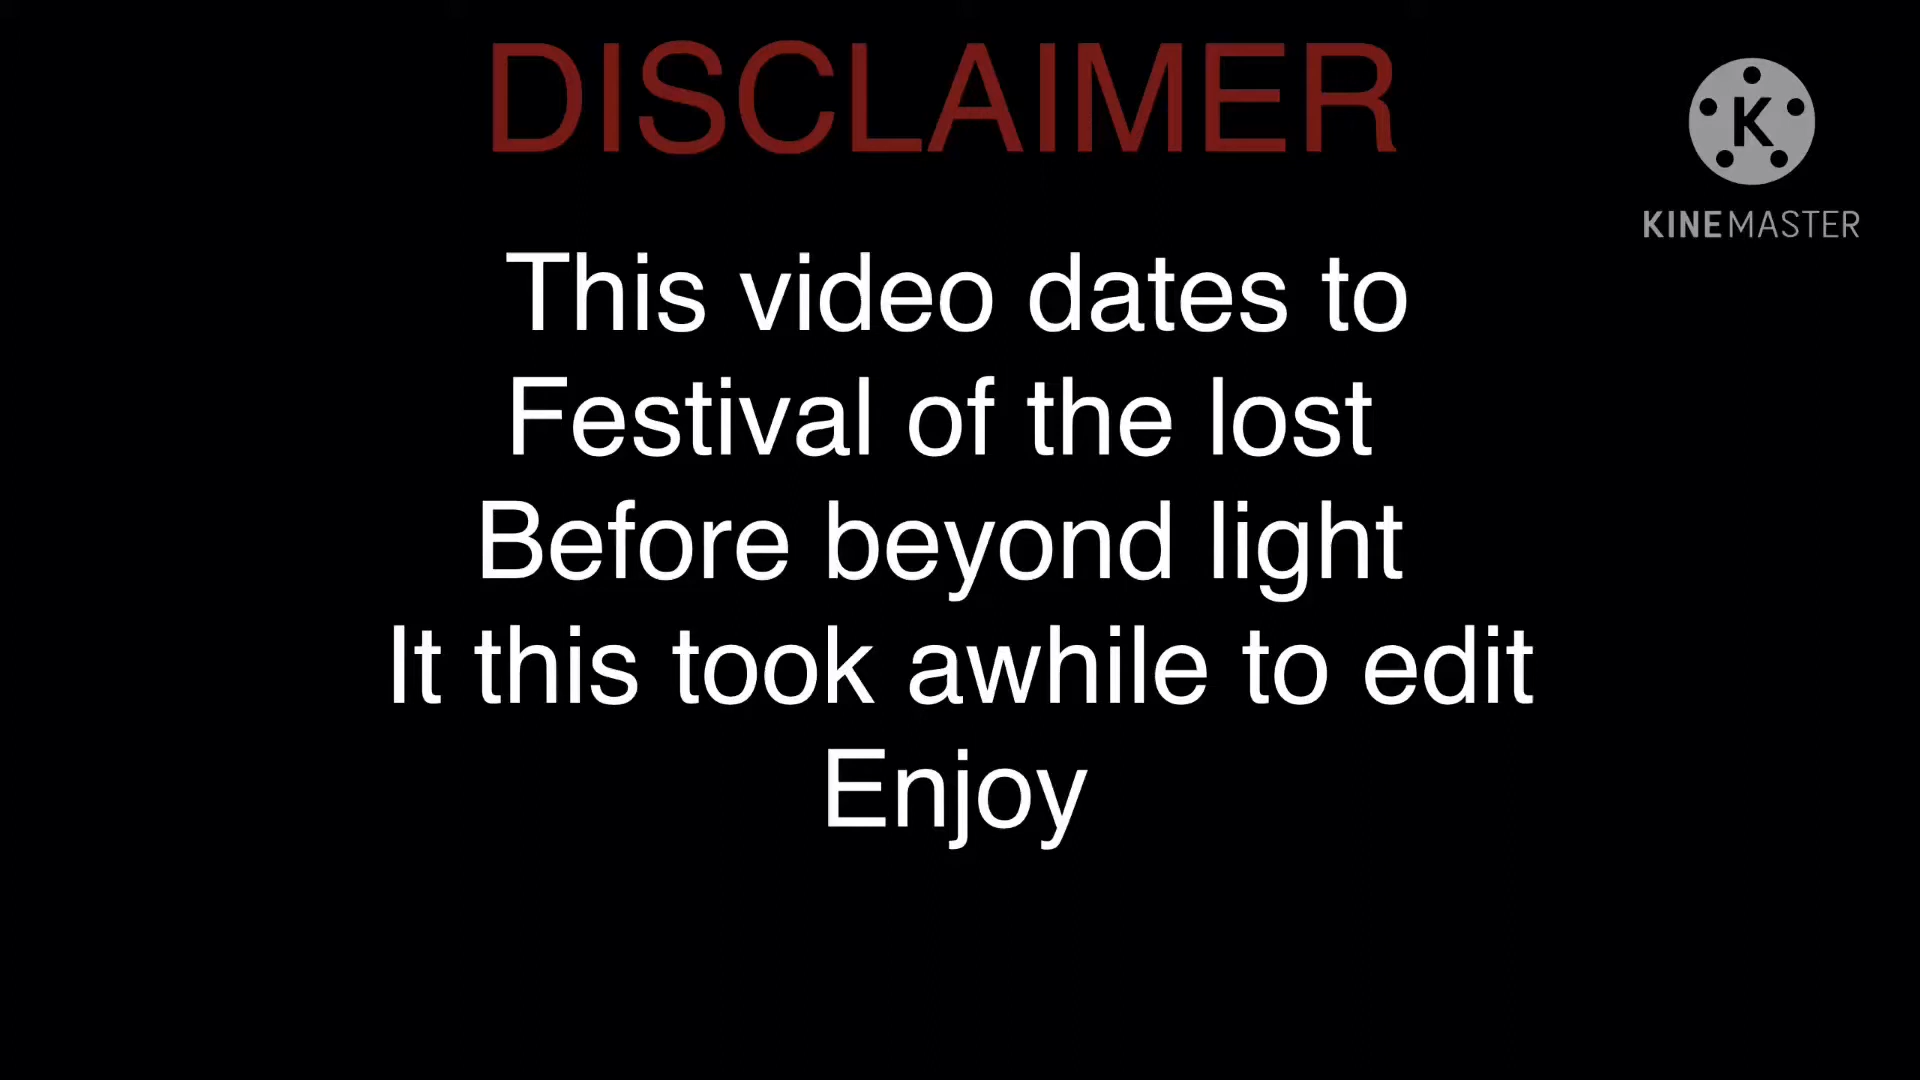 DISCLAIMER
K
KINEMASTER
This video dates to
Festival of the lost
Before beyond light
It this took awhile to edit
Enjoy